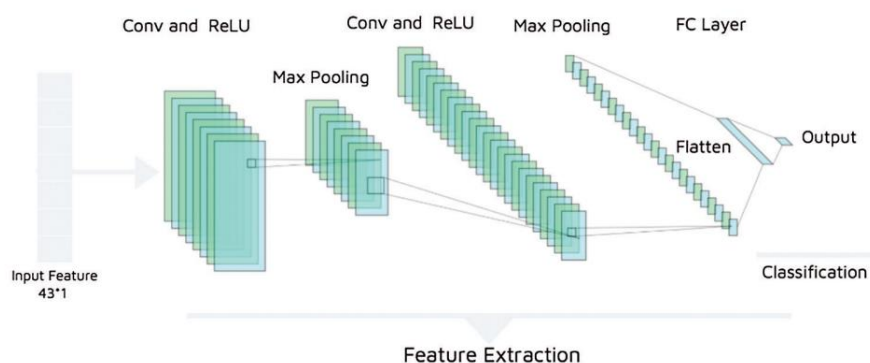 Conv and ReLU
Max Pooling
Conv and ReLU
Max Pooling
FC Layer
Flatten
Output
Input Feature
43*1
Classification
Feature Extraction